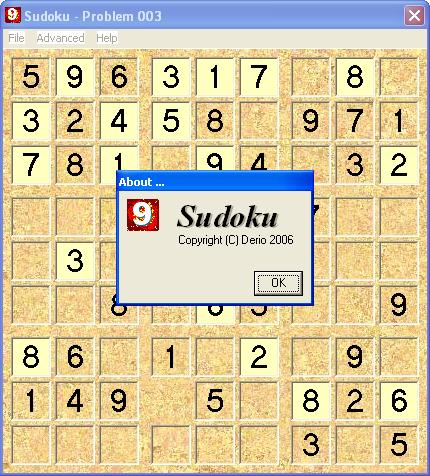 9 Sudoku - Problem 003
File Advanced Help
5 9 6 3 1 7 8
3 2 4 5 8 9 7 1
7 8 1 9 4 3 2
About ...
9 Sudoku
Copyright (C) Derio 2006
OK
3
9
8 6 1 2 9
1 4 9 5 8 2 6
3 5